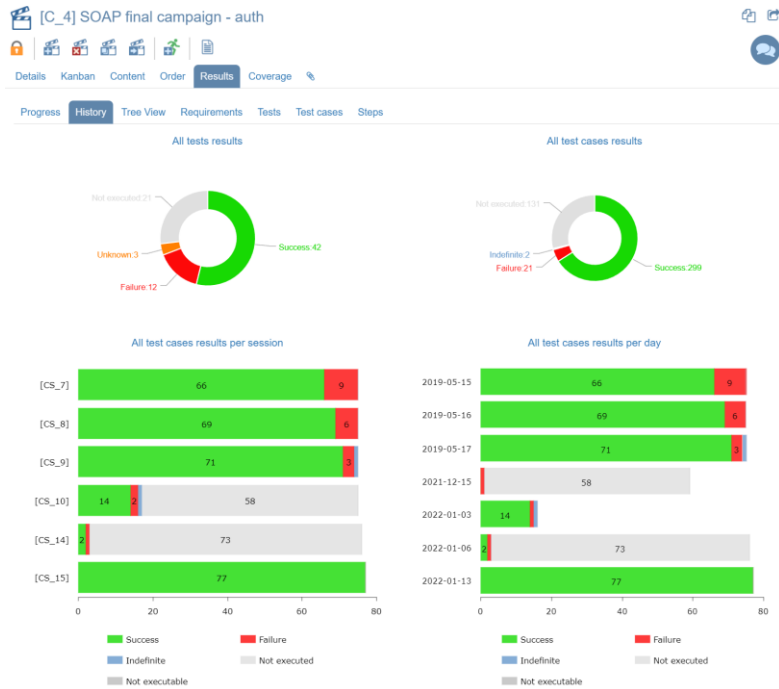 [C_4] SOAP final campaign - auth
Details Kanban Content Order Results Coverage
Progress History Tree View Requirements Tests Test cases Steps
All tests results
Not executed:21
Unknown:3
Failure:12
Success:42
All test cases results
Not executed:131
Indefinite:2
Failure:21
Success:299
All test cases results per session
[CS_7] 66 9
[CS_8] 69 6
[CS_9] 71 3
[CS_10] 14 2 58
[CS_14] 2 73
[CS_15] 77
0 20 40 60 80
Success Failure
Indefinite Not executed
Not executable
All test cases results per day
2019-05-15 66 9
2019-05-16 69 6
2019-05-17 71 3
2021-12-15 58
2022-01-03 14
2022-01-06 2 73
2022-01-13 77
0 20 40 60 80
Success Failure
Indefinite Not executed
Not executable